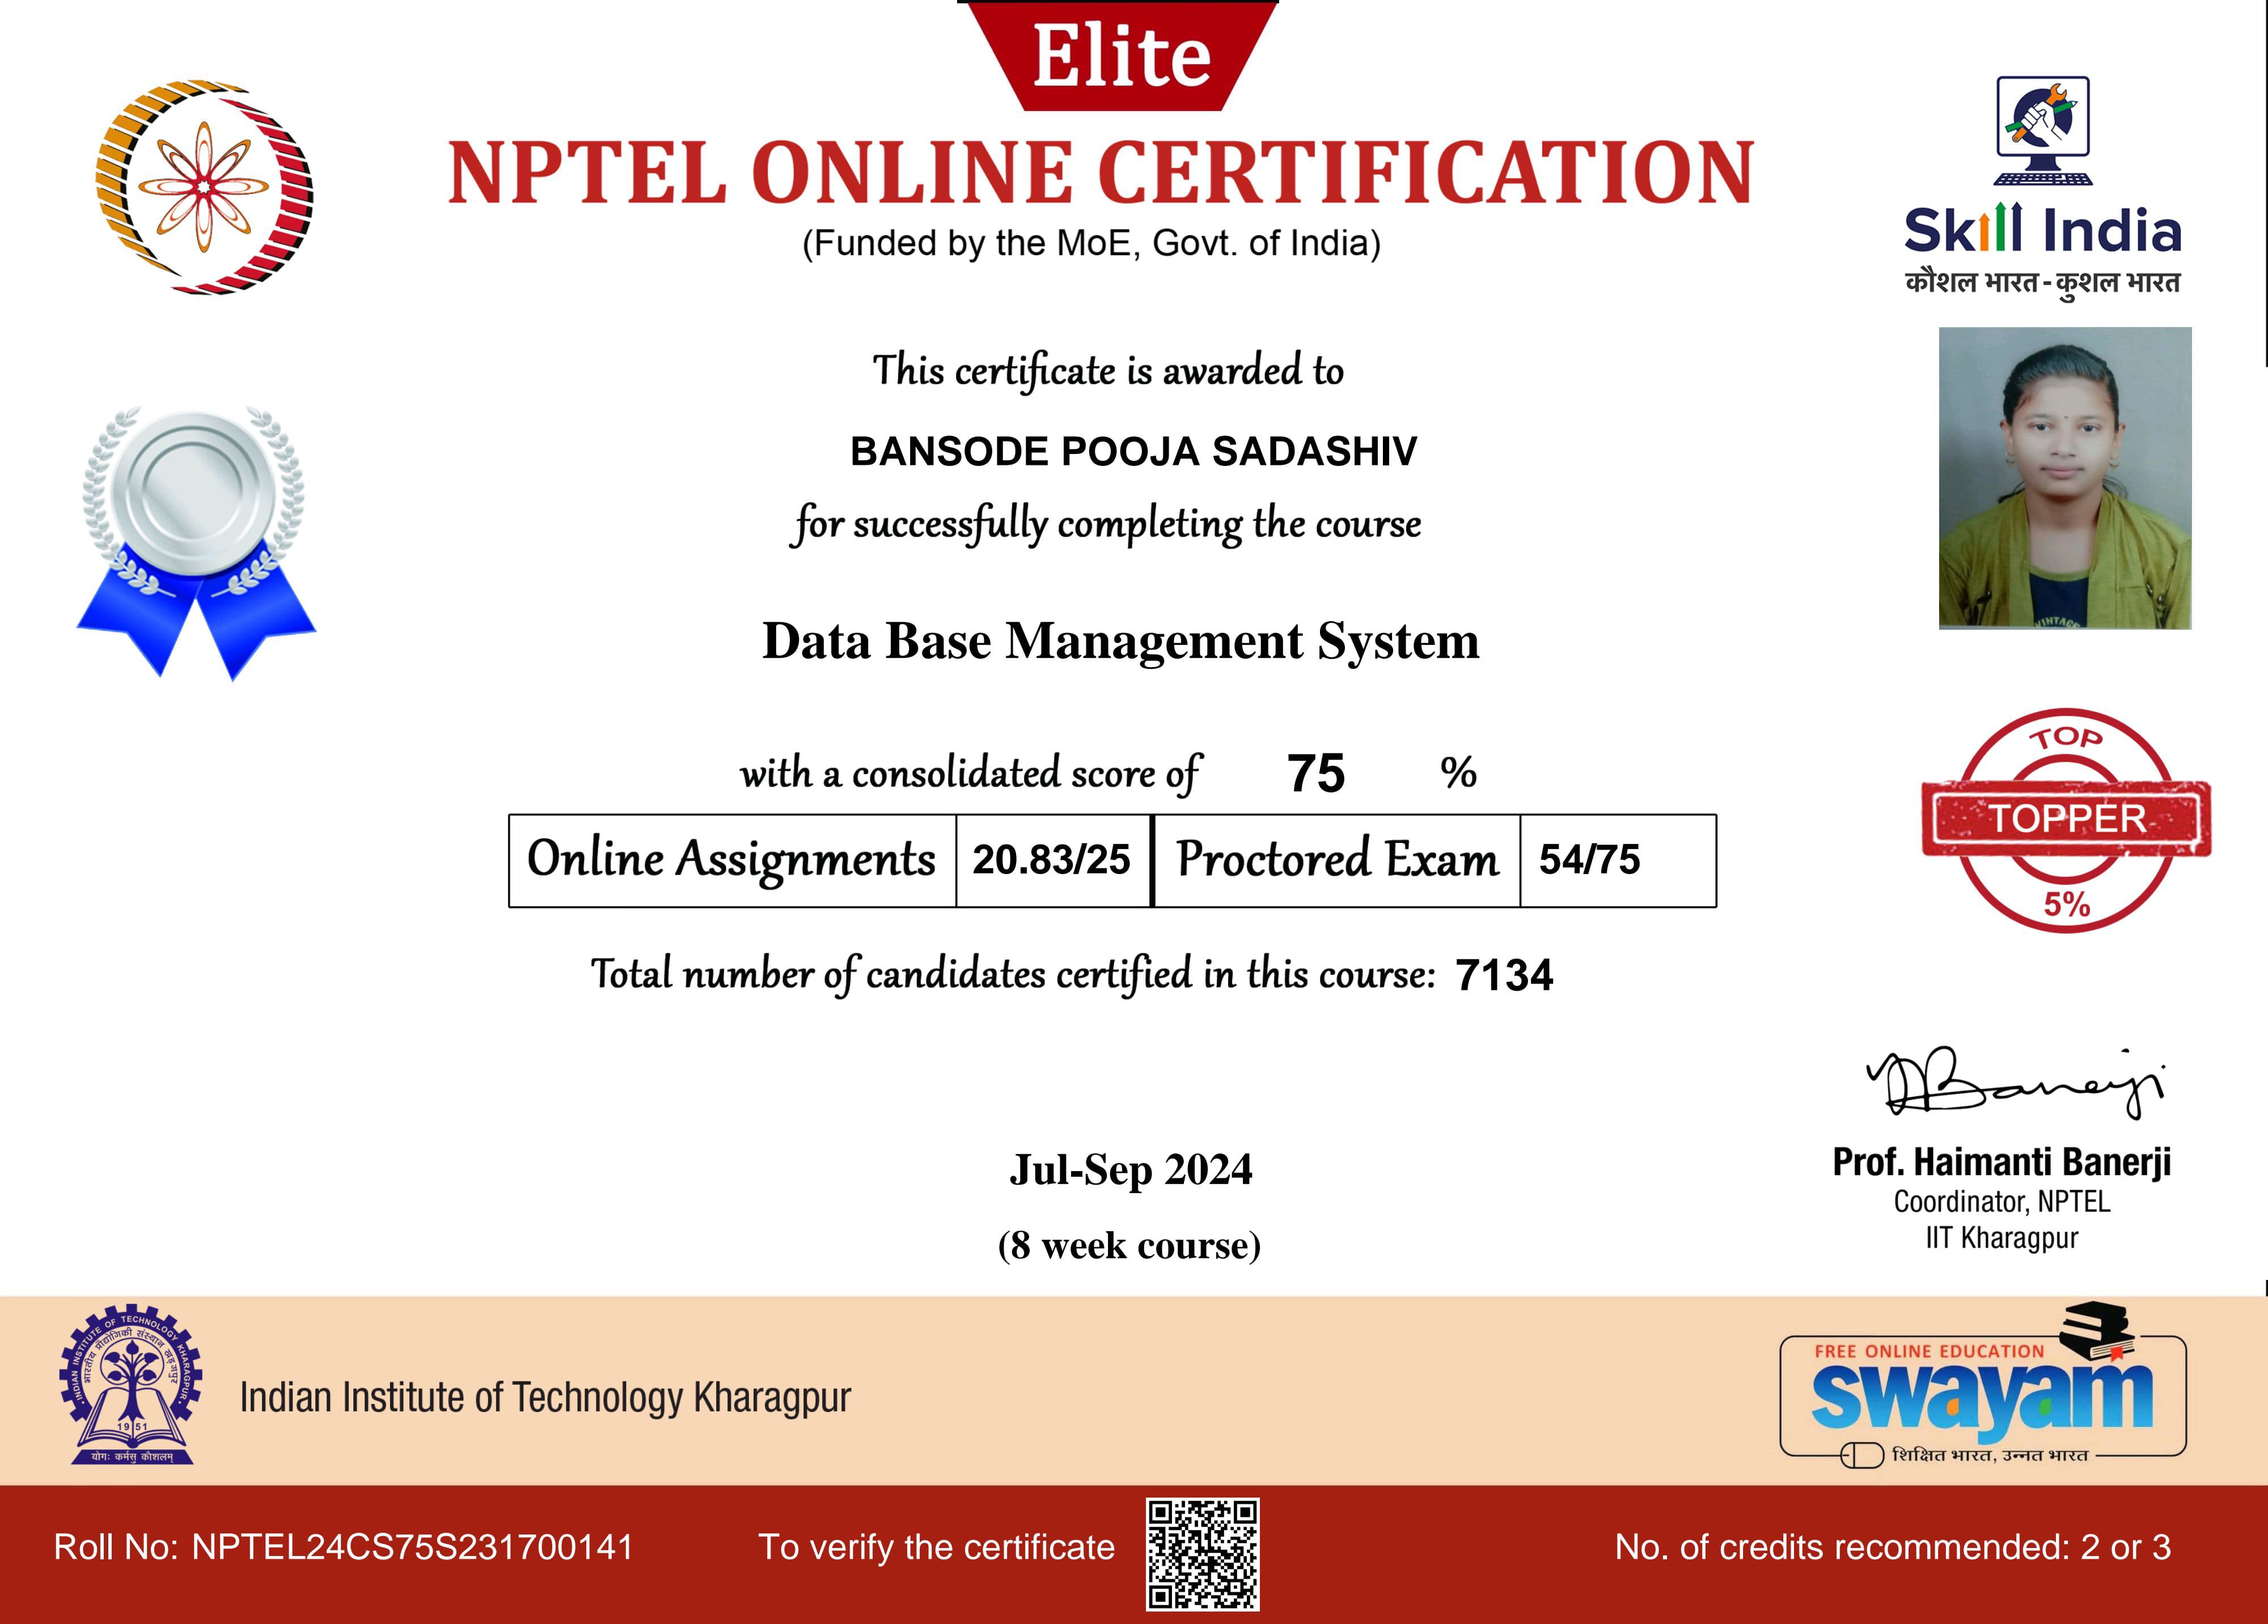 Elite
NPTEL ONLINE CERTIFICATION
(Funded by the MoE, Govt. of India)
Skill India
कौशल भारत - कुशल भारत
This certificate is awarded to
BANSODE POOJA SADASHIV
for successfully completing the course
VINTAGE
Data Base Management System
with a consolidated score of 75 %
Online Assignments 20.83/25 Proctored Exam 54/75
TOP
TOPPER
5%
Total number of candidates certified in this course: 7134
Banerji
Jul-Sep 2024
(8 week course)
Prof. Haimanti Banerji
Coordinator, NPTEL
IIT Kharagpur
INDIAN INSTITUTE OF TECHNOLOGY KHARAGPUR
भारतीय प्रौद्योगिकी संस्थान खड़गपुर
1951
योगः कर्मसु कौशलम्
Indian Institute of Technology Kharagpur
FREE ONLINE EDUCATION
swayam
शिक्षित भारत, उन्नत भारत
Roll No: NPTEL24CS75S231700141
To verify the certificate
No. of credits recommended: 2 or 3